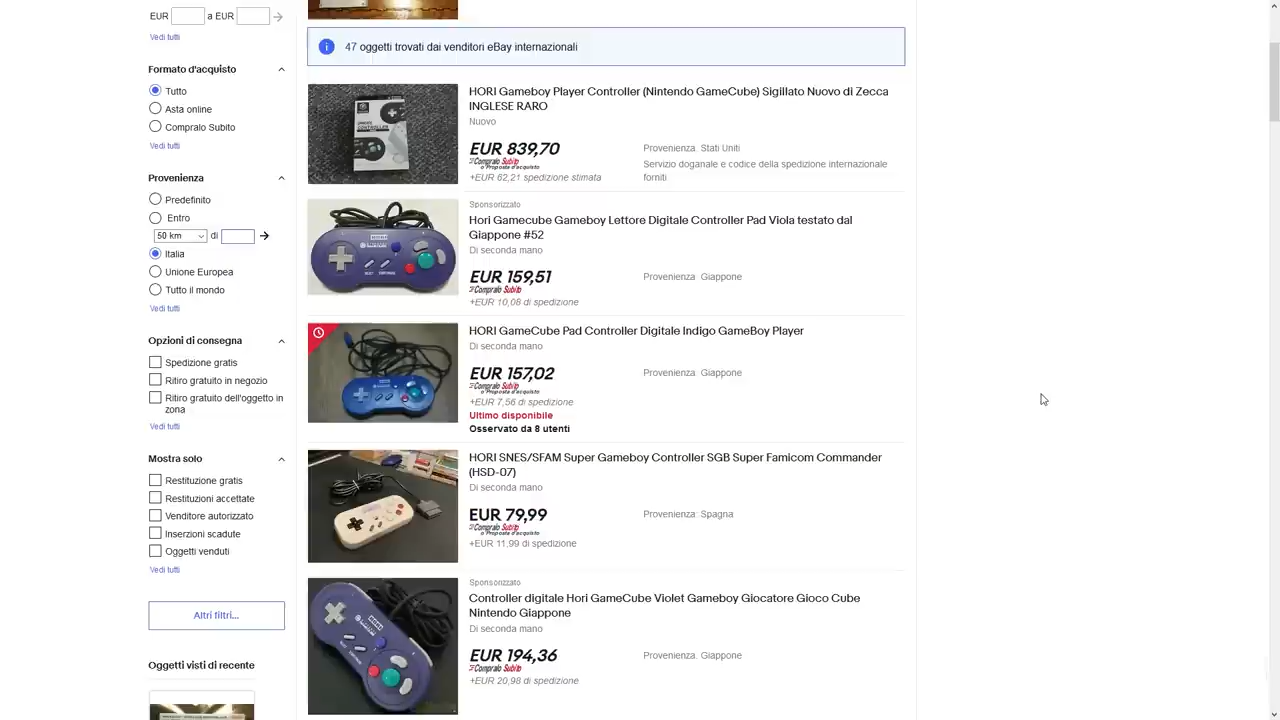 EUR a EUR
Vedi tutti
Formato d'acquisto
Tutto
Asta online
Compralo Subito
Vedi tutti
Provenienza
Predefinito
Entro
50 km di
Italia
Unione Europea
Tutto il mondo
Vedi tutti
Opzioni di consegna
Spedizione gratis
Ritiro gratuito in negozio
Ritiro gratuito dell'oggetto in
zona
Vedi tutti
Mostra solo
Restituzione gratis
Restituzioni accettate
Venditore autorizzato
Inserzioni scadute
Oggetti venduti
Vedi tutti
Altri filtri...
Oggetti visti di recente
47 oggetti trovati dai venditori eBay internazionali
HORI Gameboy Player Controller (Nintendo GameCube) Sigillato Nuovo di Zecca
INGLESE RARO
Nuovo
EUR 839,70
Compralo Subito
o Proposta d'acquisto
+EUR 62,21 spedizione stimata
Provenienza: Stati Uniti
Servizio doganale e codice della spedizione internazionale
forniti
Sponsorizzato
Hori Gamecube Gameboy Lettore Digitale Controller Pad Viola testato dal
Giappone #52
Di seconda mano
EUR 159,51
Compralo Subito
+EUR 10,08 di spedizione
Provenienza: Giappone
HORI GameCube Pad Controller Digitale Indigo GameBoy Player
Di seconda mano
EUR 157,02
Compralo Subito
o Proposta d'acquisto
+EUR 7,56 di spedizione
Ultimo disponibile
Osservato da 8 utenti
Provenienza: Giappone
HORI SNES/SFAM Super Gameboy Controller SGB Super Famicom Commander
(HSD-07)
Di seconda mano
EUR 79,99
Compralo Subito
o Proposta d'acquisto
+EUR 11,99 di spedizione
Provenienza: Spagna
Sponsorizzato
Controller digitale Hori GameCube Violet Gameboy Giocatore Gioco Cube
Nintendo Giappone
Di seconda mano
EUR 194,36
Compralo Subito
+EUR 20,98 di spedizione
Provenienza: Giappone
HORI
HORI